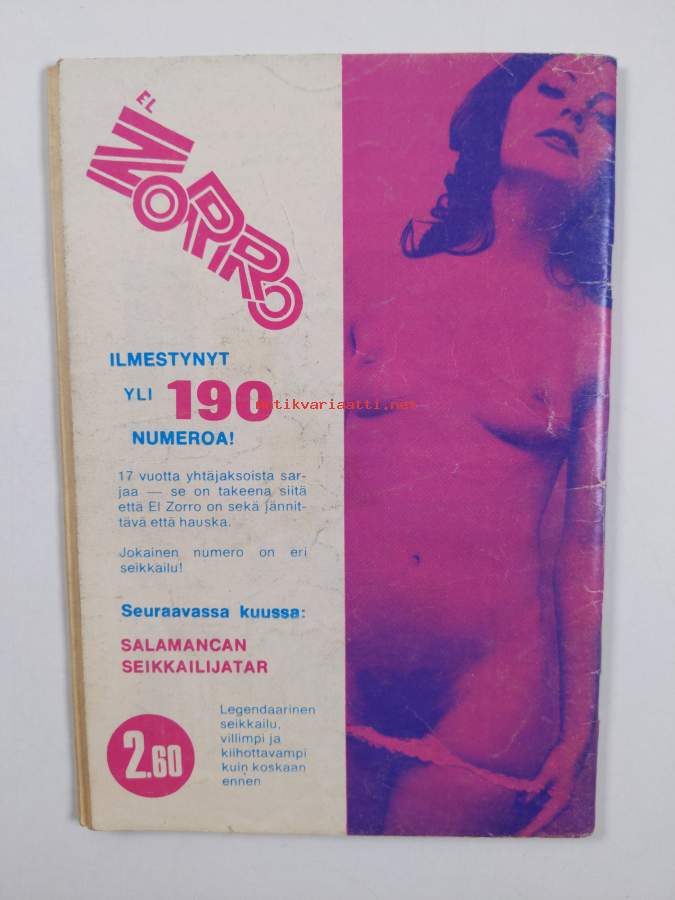 EL
ZORRO
ILMESTYNYT
YLI 190
NUMEROA!
antikvariaatti.net
17 vuotta yhtäjaksoista sar-
jaa — se on takeena siitä
että El Zorro on sekä jännit-
tävä että hauska.
Jokainen numero on eri
seikkailu!
Seuraavassa kuussa:
SALAMANCAN
SEIKKAILIJATAR
2.60
Legendaarinen
seikkailu,
villimpi ja
kiihottavampi
kuin koskaan
ennen